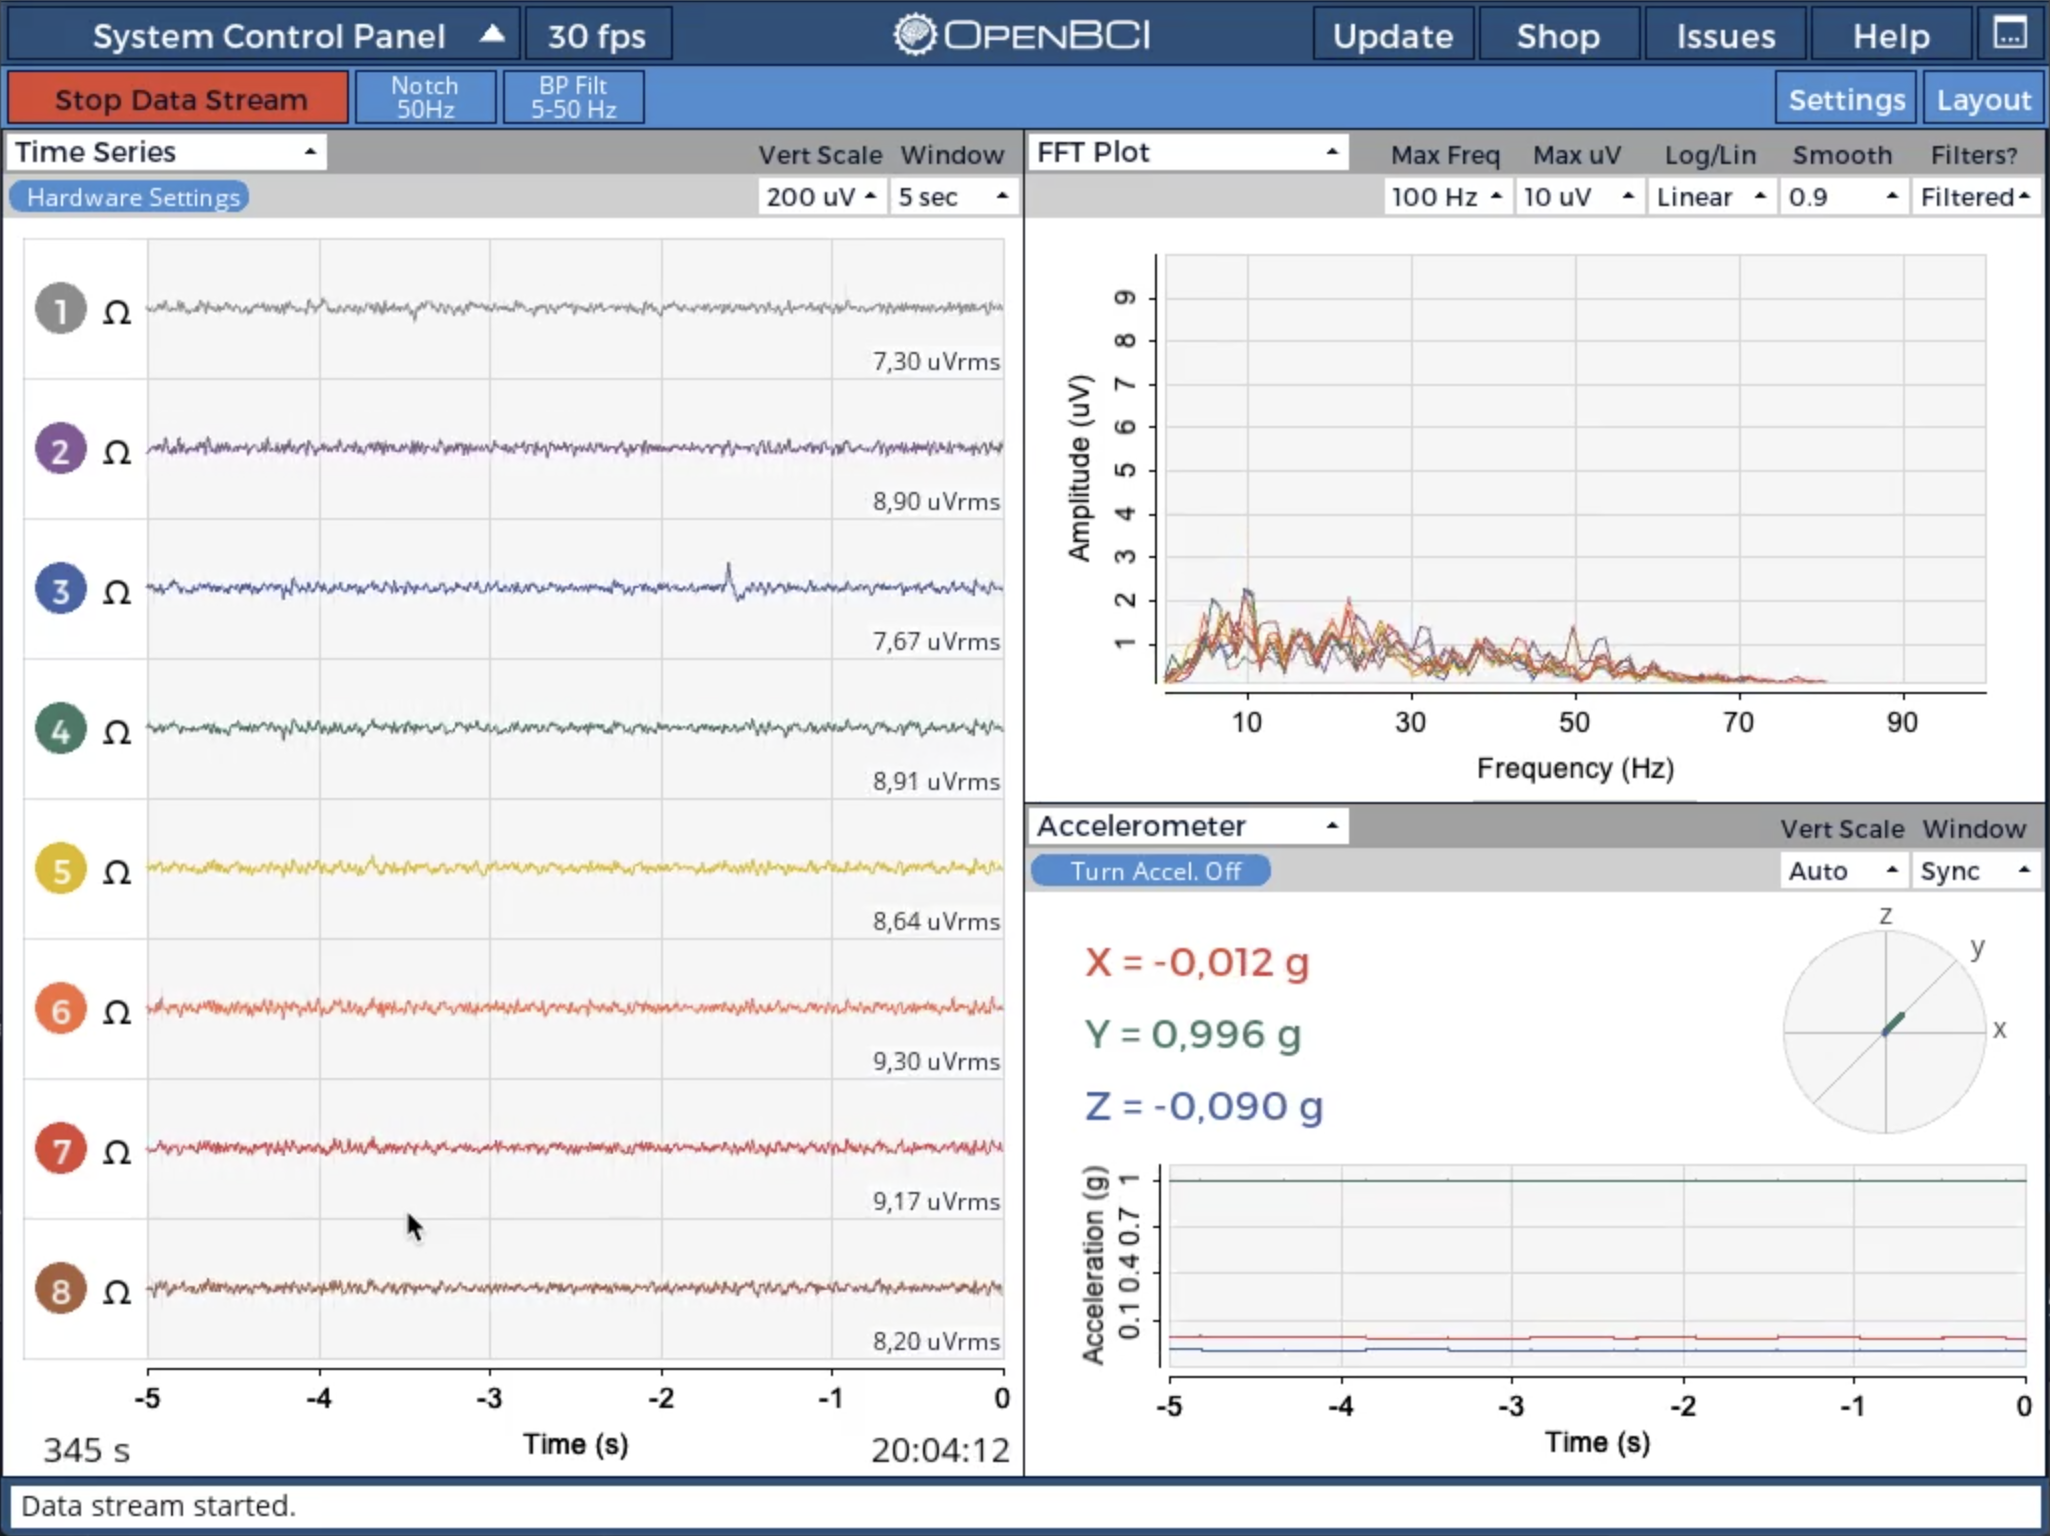 System Control Panel 30 fps OPENBCI Update Shop Issues Help
Stop Data Stream Notch 50Hz BP Filt 5-50 Hz Settings Layout
Time Series Vert Scale Window
Hardware Settings 200 uV 5 sec
1 Ω
7,30 uVrms
2 Ω
8,90 uVrms
3 Ω
7,67 uVrms
4 Ω
8,91 uVrms
5 Ω
8,64 uVrms
6 Ω
9,30 uVrms
7 Ω
9,17 uVrms
8 Ω
8,20 uVrms
-5 -4 -3 -2 -1 0
Time (s)
345 s 20:04:12
FFT Plot Max Freq Max uV Log/Lin Smooth Filters?
100 Hz 10 uV Linear 0.9 Filtered
Amplitude (uV)
9
8
7
6
5
4
3
2
1
10 30 50 70 90
Frequency (Hz)
Accelerometer Vert Scale Window
Turn Accel. Off Auto Sync
X = -0,012 g
Y = 0,996 g
Z = -0,090 g
z
y
x
Acceleration (g)
0.1 0.4 0.7 1
-5 -4 -3 -2 -1 0
Time (s)
Data stream started.